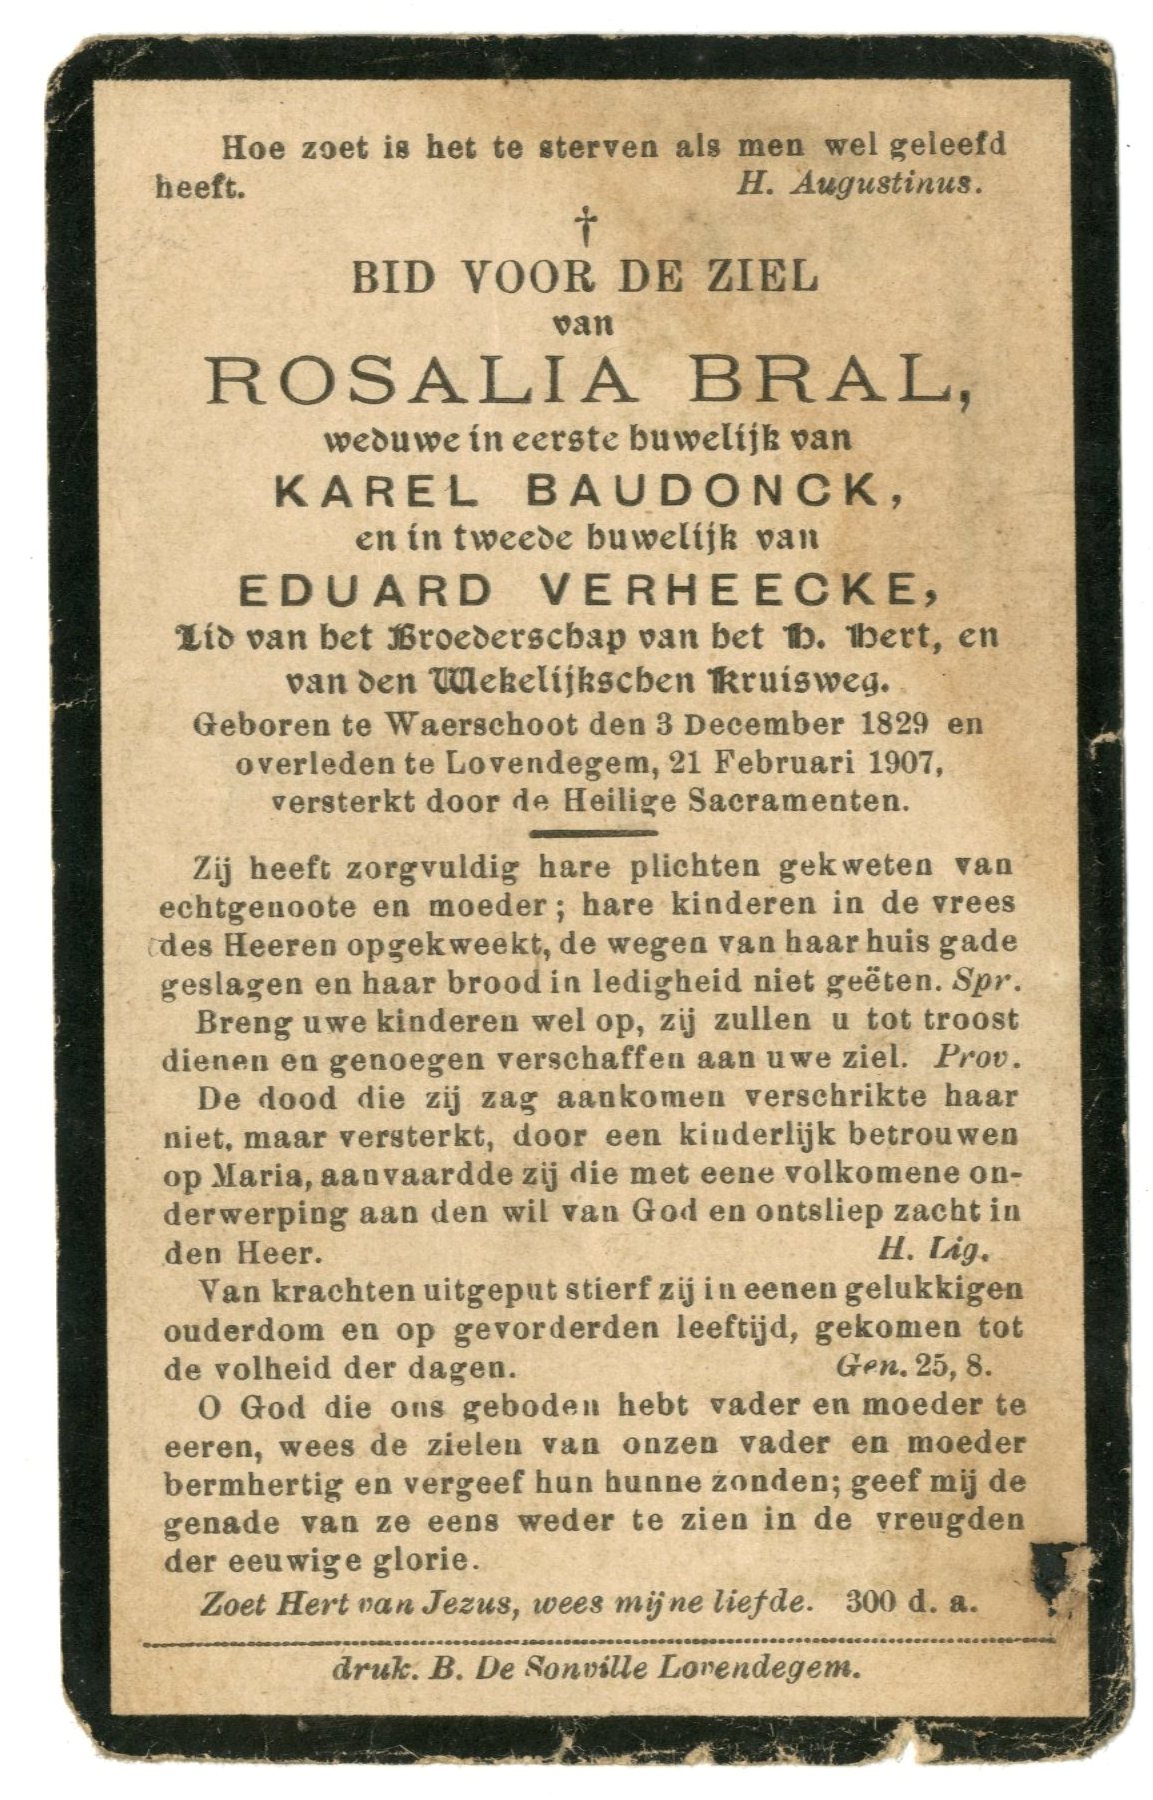 Hoe zoet is het te sterven als men wel geleefd
heeft. H. Augustinus.
†
BID VOOR DE ZIEL
van
ROSALIA BRAL,
weduwe in eerste huwelijk van
KAREL BAUDONCK,
en in tweede huwelijk van
EDUARD VERHEECKE,
Lid van het Broederschap van het H. Hert, en
van den Wekelijkschen Kruisweg.
Geboren te Waerschoot den 3 December 1829 en
overleden te Lovendegem, 21 Februari 1907,
versterkt door de Heilige Sacramenten.
Zij heeft zorgvuldig hare plichten gekweten van
echtgenoote en moeder; hare kinderen in de vrees
des Heeren opgekweekt, de wegen van haar huis gade
geslagen en haar brood in ledigheid niet geëten. Spr.
Breng uwe kinderen wel op, zij zullen u tot troost
dienen en genoegen verschaffen aan uwe ziel. Prov.
De dood die zij zag aankomen verschrikte haar
niet. maar versterkt, door een kinderlijk betrouwen
op Maria, aanvaardde zij die met eene volkomene on-
derwerping aan den wil van God en ontsliep zacht in
den Heer. H. Lig.
Van krachten uitgeput stierf zij in eenen gelukkigen
ouderdom en op gevorderden leeftijd, gekomen tot
de volheid der dagen. Gen. 25, 8.
O God die ons geboden hebt vader en moeder te
eeren, wees de zielen van onzen vader en moeder
bermhertig en vergeef hun hunne zonden; geef mij de
genade van ze eens weder te zien in de vreugden
der eeuwige glorie.
Zoet Hert van Jezus, wees mijne liefde. 300 d. a.
druk. B. De Sonville Lovendegem.